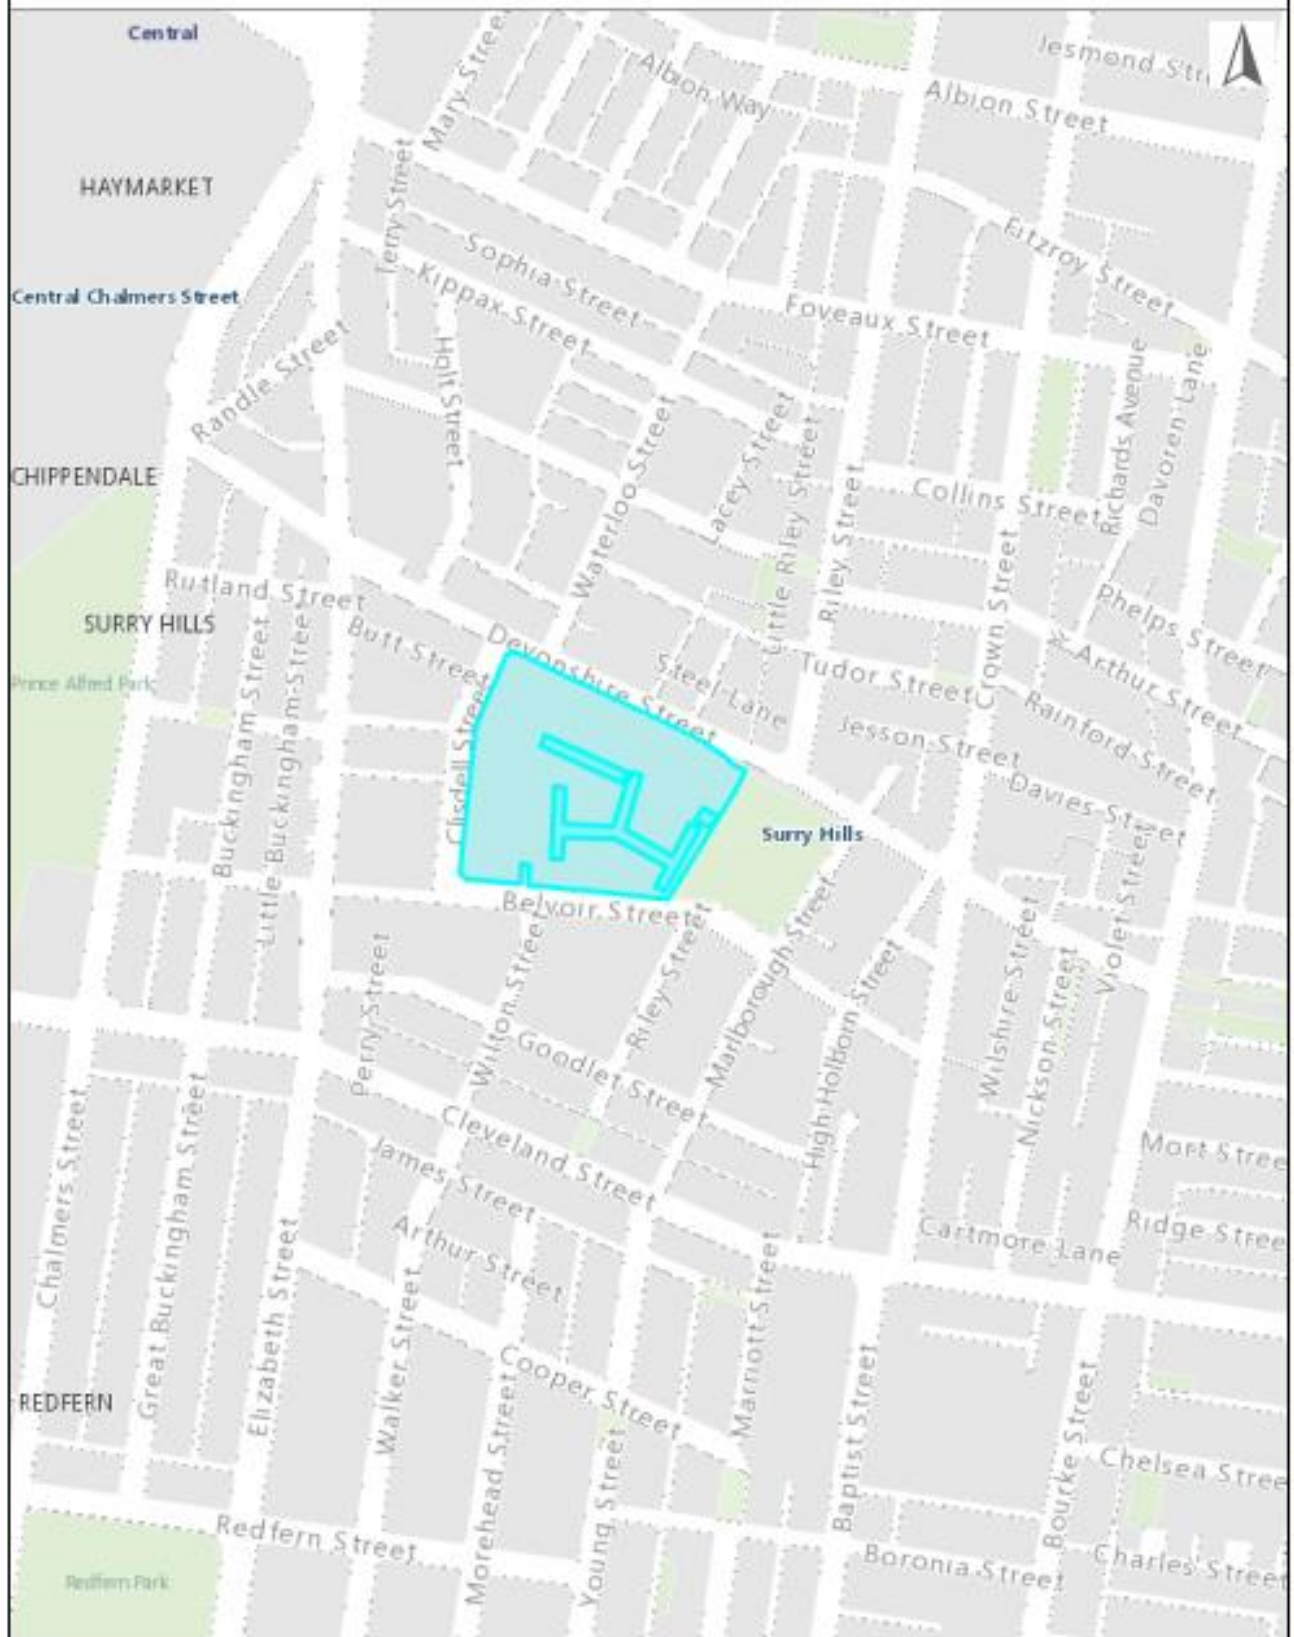 Central
Jesmond Str
Mary Street
Albion Way
Albion Street
HAYMARKET
Terry Street
Sophia Street
Fitzroy Street
Kippax Street
Central Chalmers Street
Foveaux Street
Randle Street
Holt Street
Richards Avenue
Davoren Lane
Waterloo Street
Lacey Street
Little Riley Street
Riley Street
CHIPPENDALE
Collins Street
Crown Street
Rutland Street
SURRY HILLS
Butt Street
Devonshire Street
Steel Lane
Tudor Street
Phelps Street
Arthur Street
Rainford Street
Prince Alfred Park
Buckingham Street
Little Buckingham Street
Clisdell Street
Jesson Street
Davies Street
Surry Hills
Belvoir Street
Violet Street
Perry Street
Wilton Street
Riley Street
Marlborough Street
High Holborn Street
Wilshire Street
Nickson Street
Goodlet Street
Cleveland Street
James Street
Mort Stree
Chalmers Street
Great Buckingham Street
Elizabeth Street
Arthur Street
Cartmore Lane
Ridge Stree
Walker Street
Marriott Street
Cooper Street
REDFERN
Morehead Street
Young Street
Baptist Street
Bourke Street
Chelsea Stree
Redfern Street
Boronia Street
Charles Street
Redfern Park